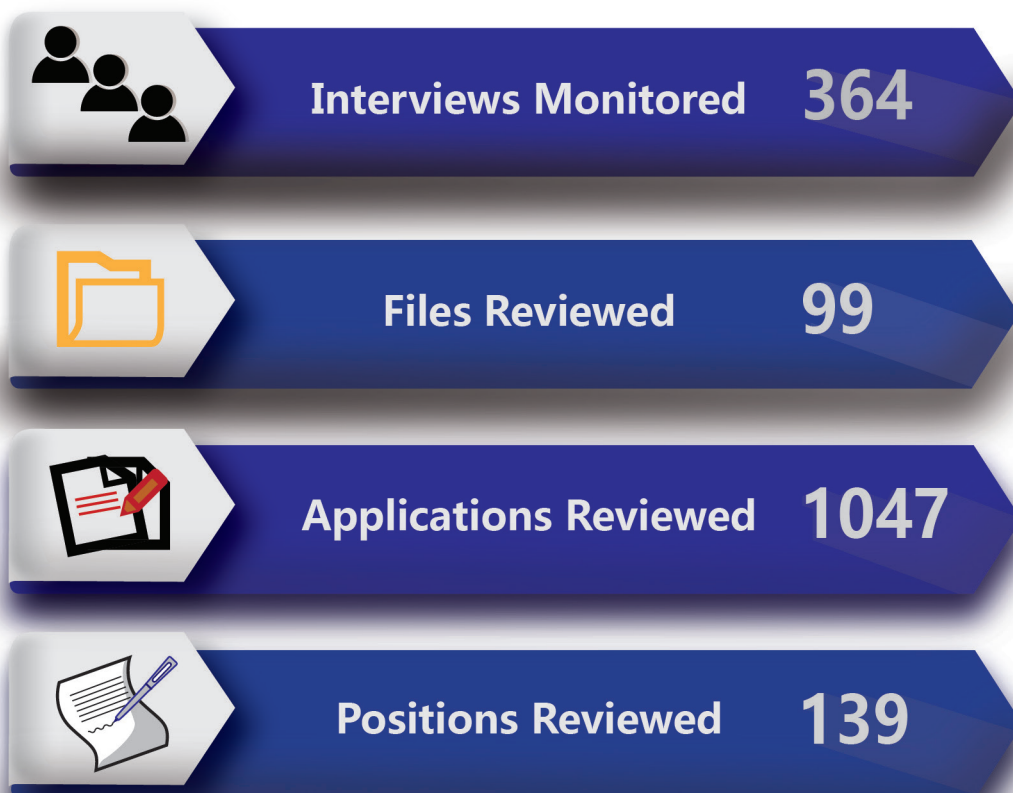 Interviews Monitored 364
Files Reviewed 99
Applications Reviewed 1047
Positions Reviewed 139